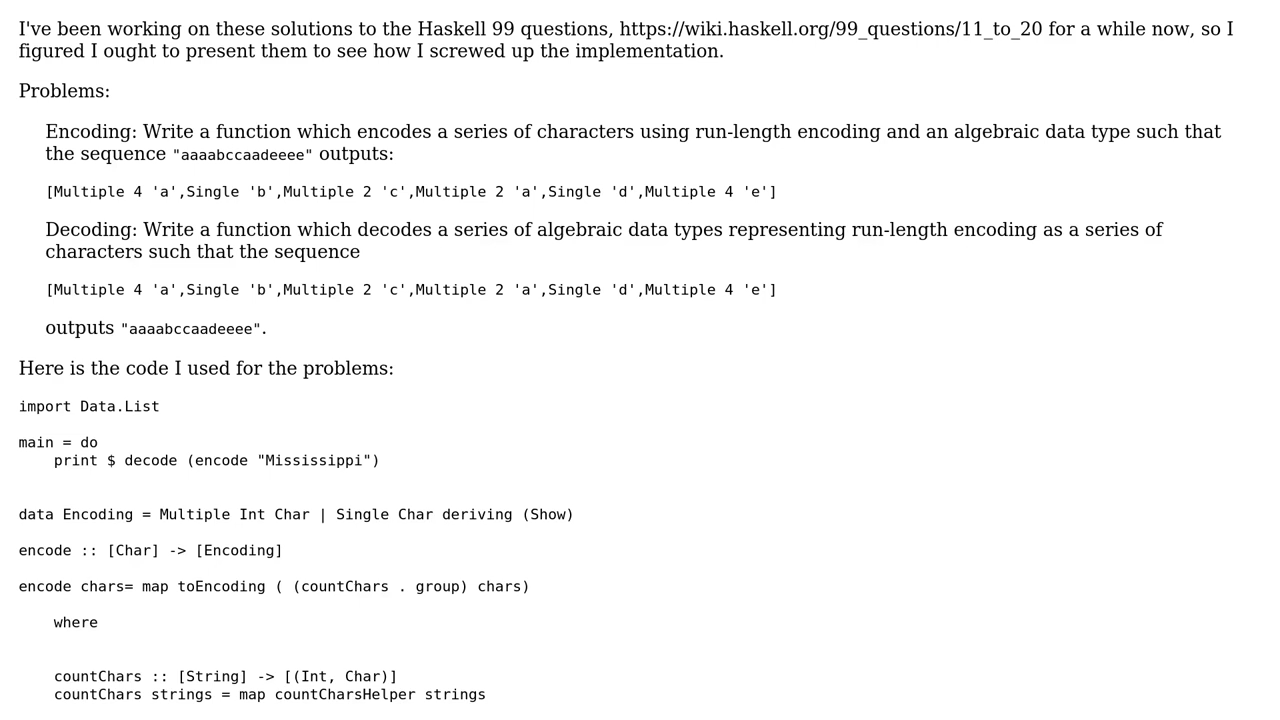 I've been working on these solutions to the Haskell 99 questions, https://wiki.haskell.org/99_questions/11_to_20 for a while now, so I
figured I ought to present them to see how I screwed up the implementation.
Problems:
Encoding: Write a function which encodes a series of characters using run-length encoding and an algebraic data type such that
the sequence "aaaabccaadeeee" outputs:
[Multiple 4 'a',Single 'b',Multiple 2 'c',Multiple 2 'a',Single 'd',Multiple 4 'e']
Decoding: Write a function which decodes a series of algebraic data types representing run-length encoding as a series of
characters such that the sequence
[Multiple 4 'a',Single 'b',Multiple 2 'c',Multiple 2 'a',Single 'd',Multiple 4 'e']
outputs "aaaabccaadeeee".
Here is the code I used for the problems:
import Data.List
main = do
    print $ decode (encode "Mississippi")
data Encoding = Multiple Int Char | Single Char deriving (Show)
encode :: [Char] -> [Encoding]
encode chars= map toEncoding ( (countChars . group) chars)
    where
    countChars :: [String] -> [(Int, Char)]
    countChars strings = map countCharsHelper strings